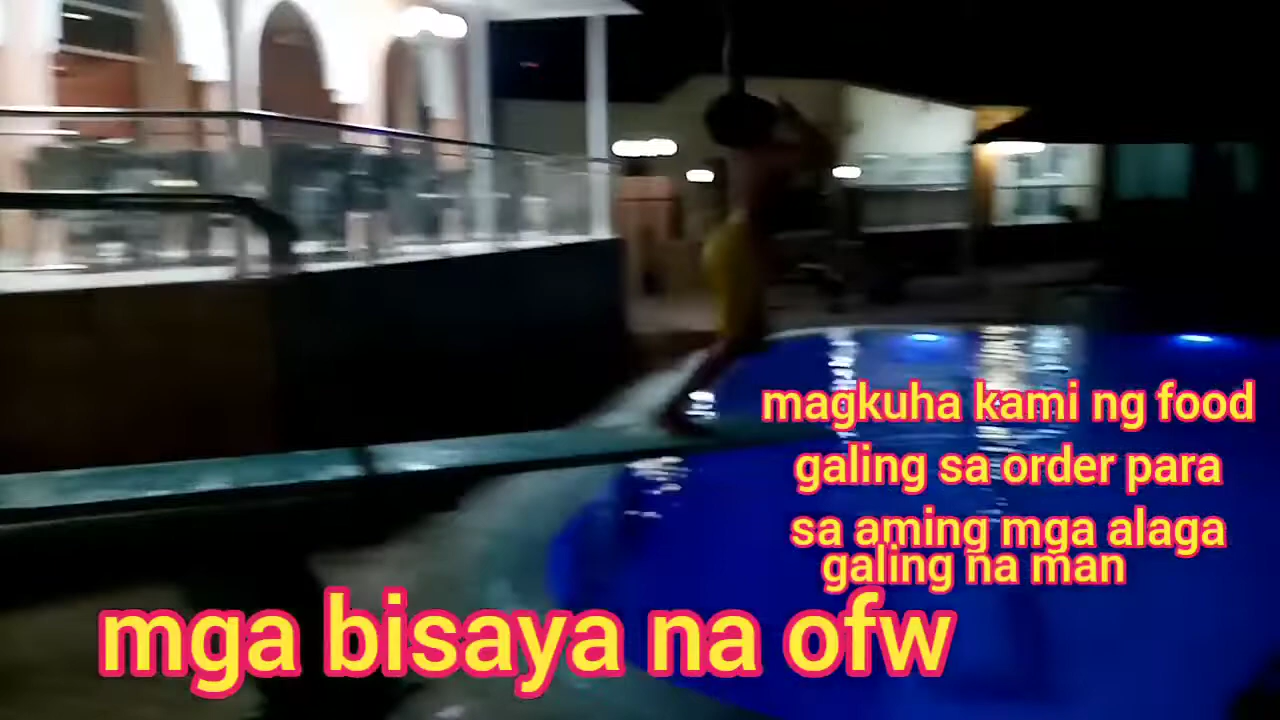 magkuha kami ng food
galing sa order para
sa aming mga alaga
galing na man
mga bisaya na ofw